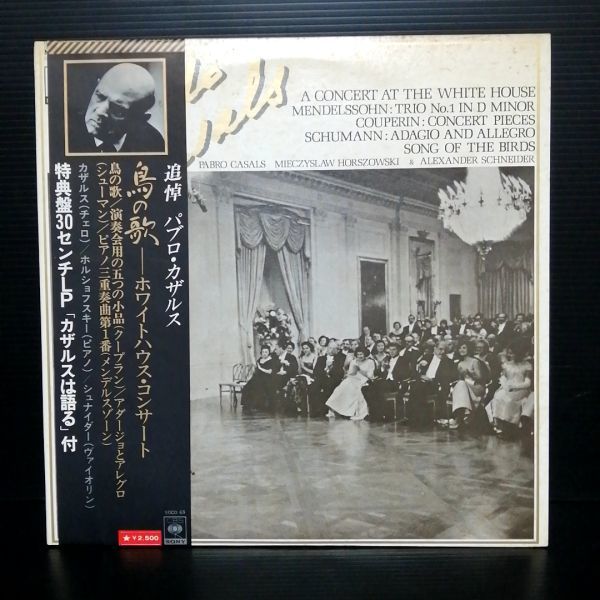 A CONCERT AT THE WHITE HOUSE
MENDELSSOHN: TRIO No.1 IN D MINOR
COUPERIN: CONCERT PIECES
SCHUMANN: ADAGIO AND ALLEGRO
SONG OF THE BIRDS
PABRO CASALS MIECZYSLAW HORSZOWSKI & ALEXANDER SCHNEIDER
追悼 パブロ・カザルス
鳥の歌―ホワイトハウス・コンサート
鳥の歌/演奏会用の五つの小品(クープラン)/アダージョとアレグロ
(シューマン)/ピアノ三重奏曲第1番(メンデルスゾーン)
カザルス(チェロ)/ホルショフスキー(ピアノ)/シュナイダー(ヴァイオリン)
特典盤30センチLP「カザルスは語る」付
★¥2,500
CBS
SONY